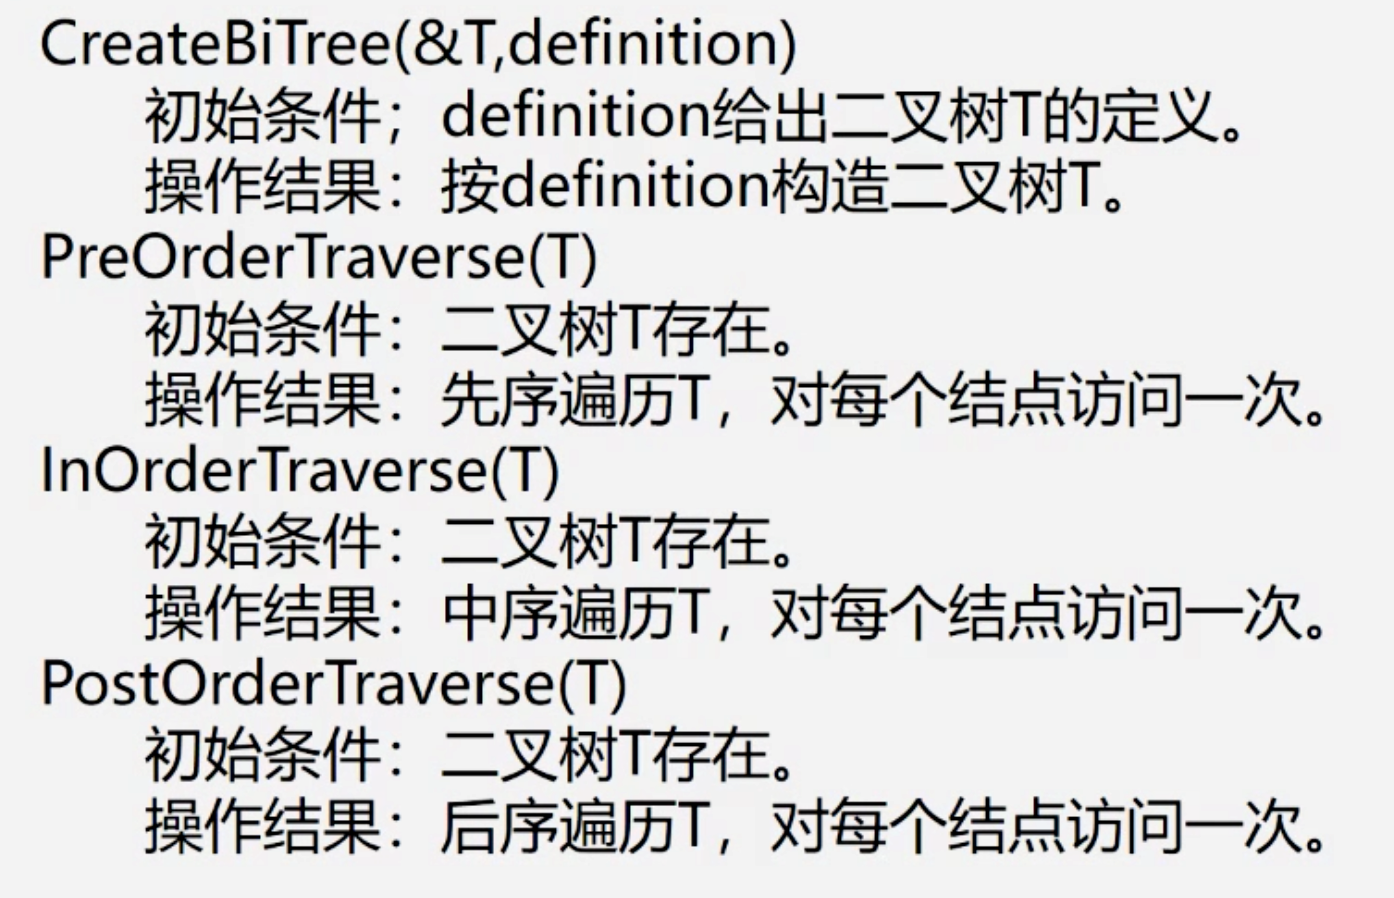 CreateBiTree(&T,definition)
初始条件；definition给出二叉树T的定义。
操作结果：按definition构造二叉树T。
PreOrderTraverse(T)
初始条件：二叉树T存在。
操作结果：先序遍历T，对每个结点访问一次。
InOrderTraverse(T)
初始条件：二叉树T存在。
操作结果：中序遍历T，对每个结点访问一次。
PostOrderTraverse(T)
初始条件：二叉树T存在。
操作结果：后序遍历T，对每个结点访问一次。